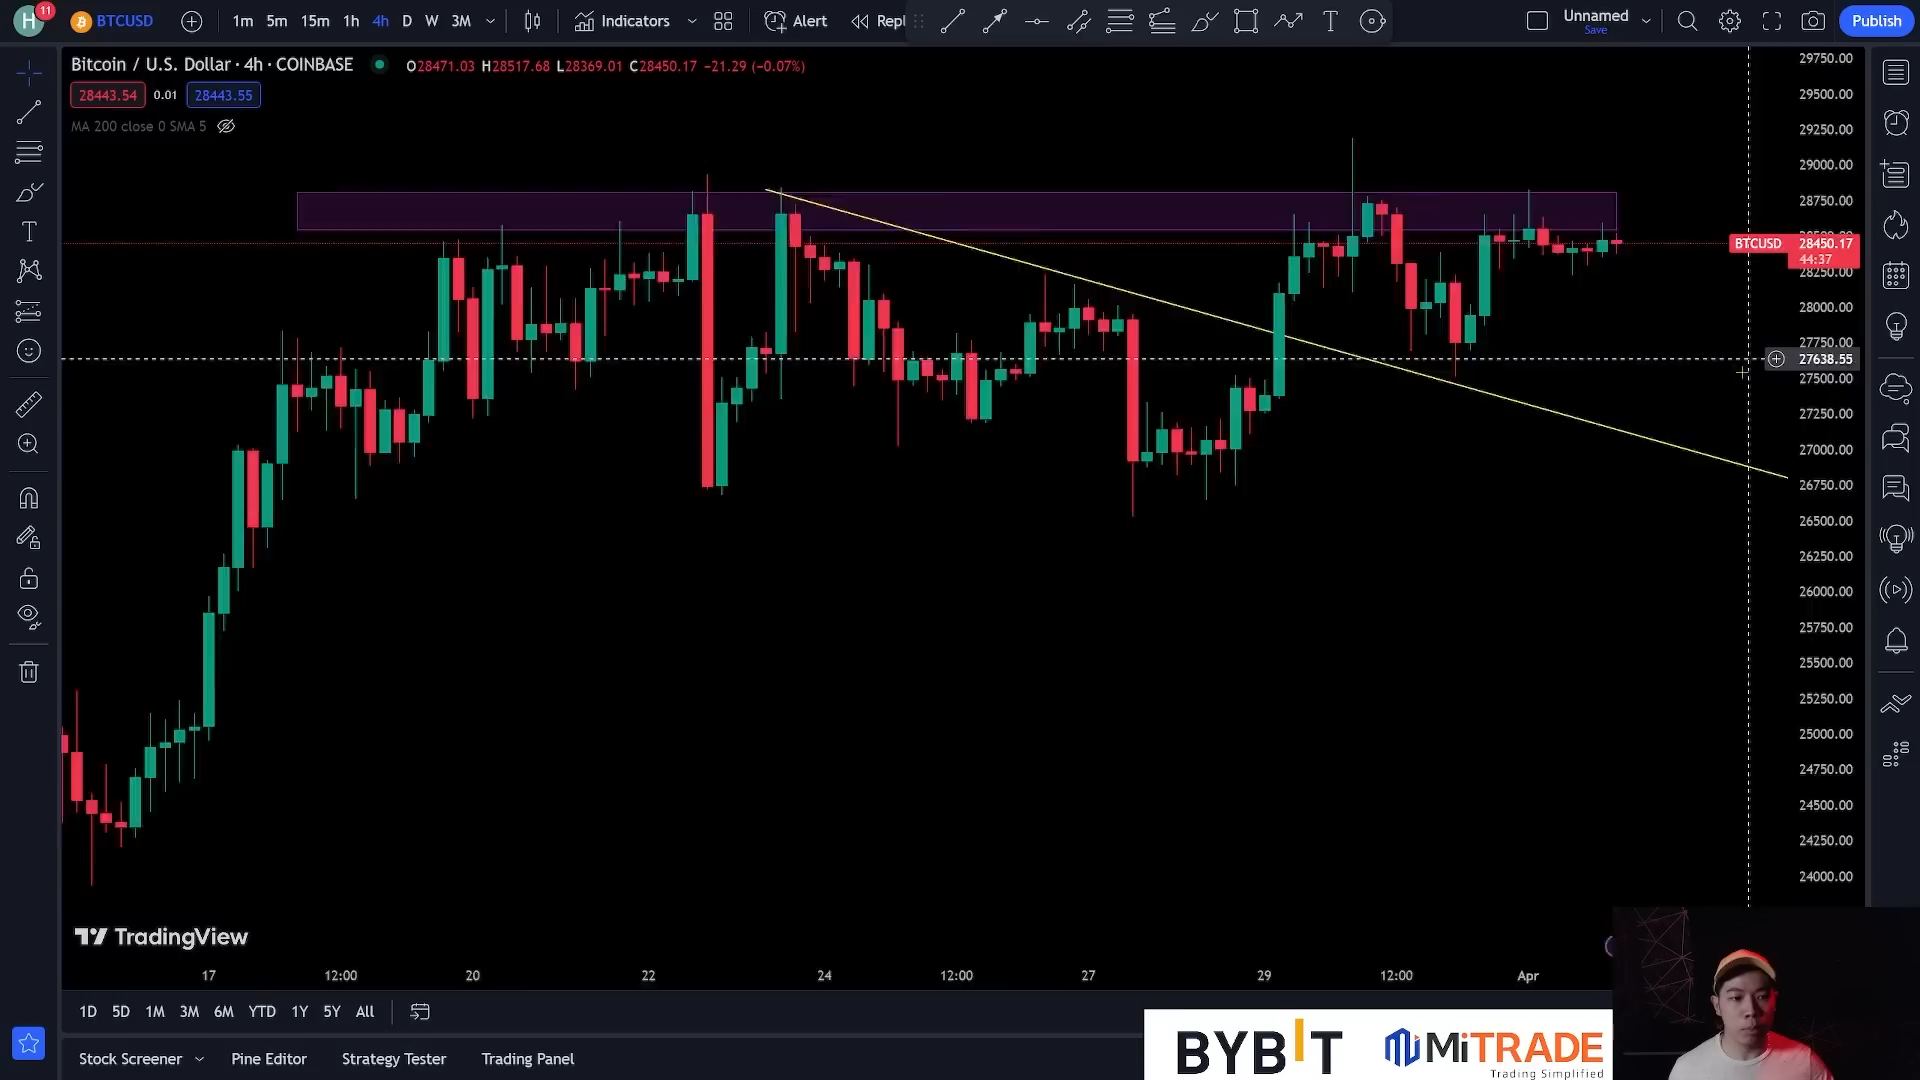 H
11
BTCUSD
1m 5m 15m 1h 4h D W 3M
Indicators
Alert
Repl
Unnamed
Save
Publish
Bitcoin / U.S. Dollar · 4h · COINBASE
O28471.03 H28517.68 L28369.01 C28450.17 −21.29 (−0.07%)
28443.54 0.01 28443.55
MA 200 close 0 SMA 5
29750.00
29500.00
29250.00
29000.00
28750.00
BTCUSD 28450.17
44:37
28250.00
28000.00
27750.00
27638.55
27500.00
27250.00
27000.00
26750.00
26500.00
26250.00
26000.00
25750.00
25500.00
25250.00
25000.00
24750.00
24500.00
24250.00
24000.00
TradingView
17 12:00 20 22 24 12:00 27 29 12:00 Apr
1D 5D 1M 3M 6M YTD 1Y 5Y All
Stock Screener Pine Editor Strategy Tester Trading Panel
BYBIT
MiTRADE
Trading Simplified